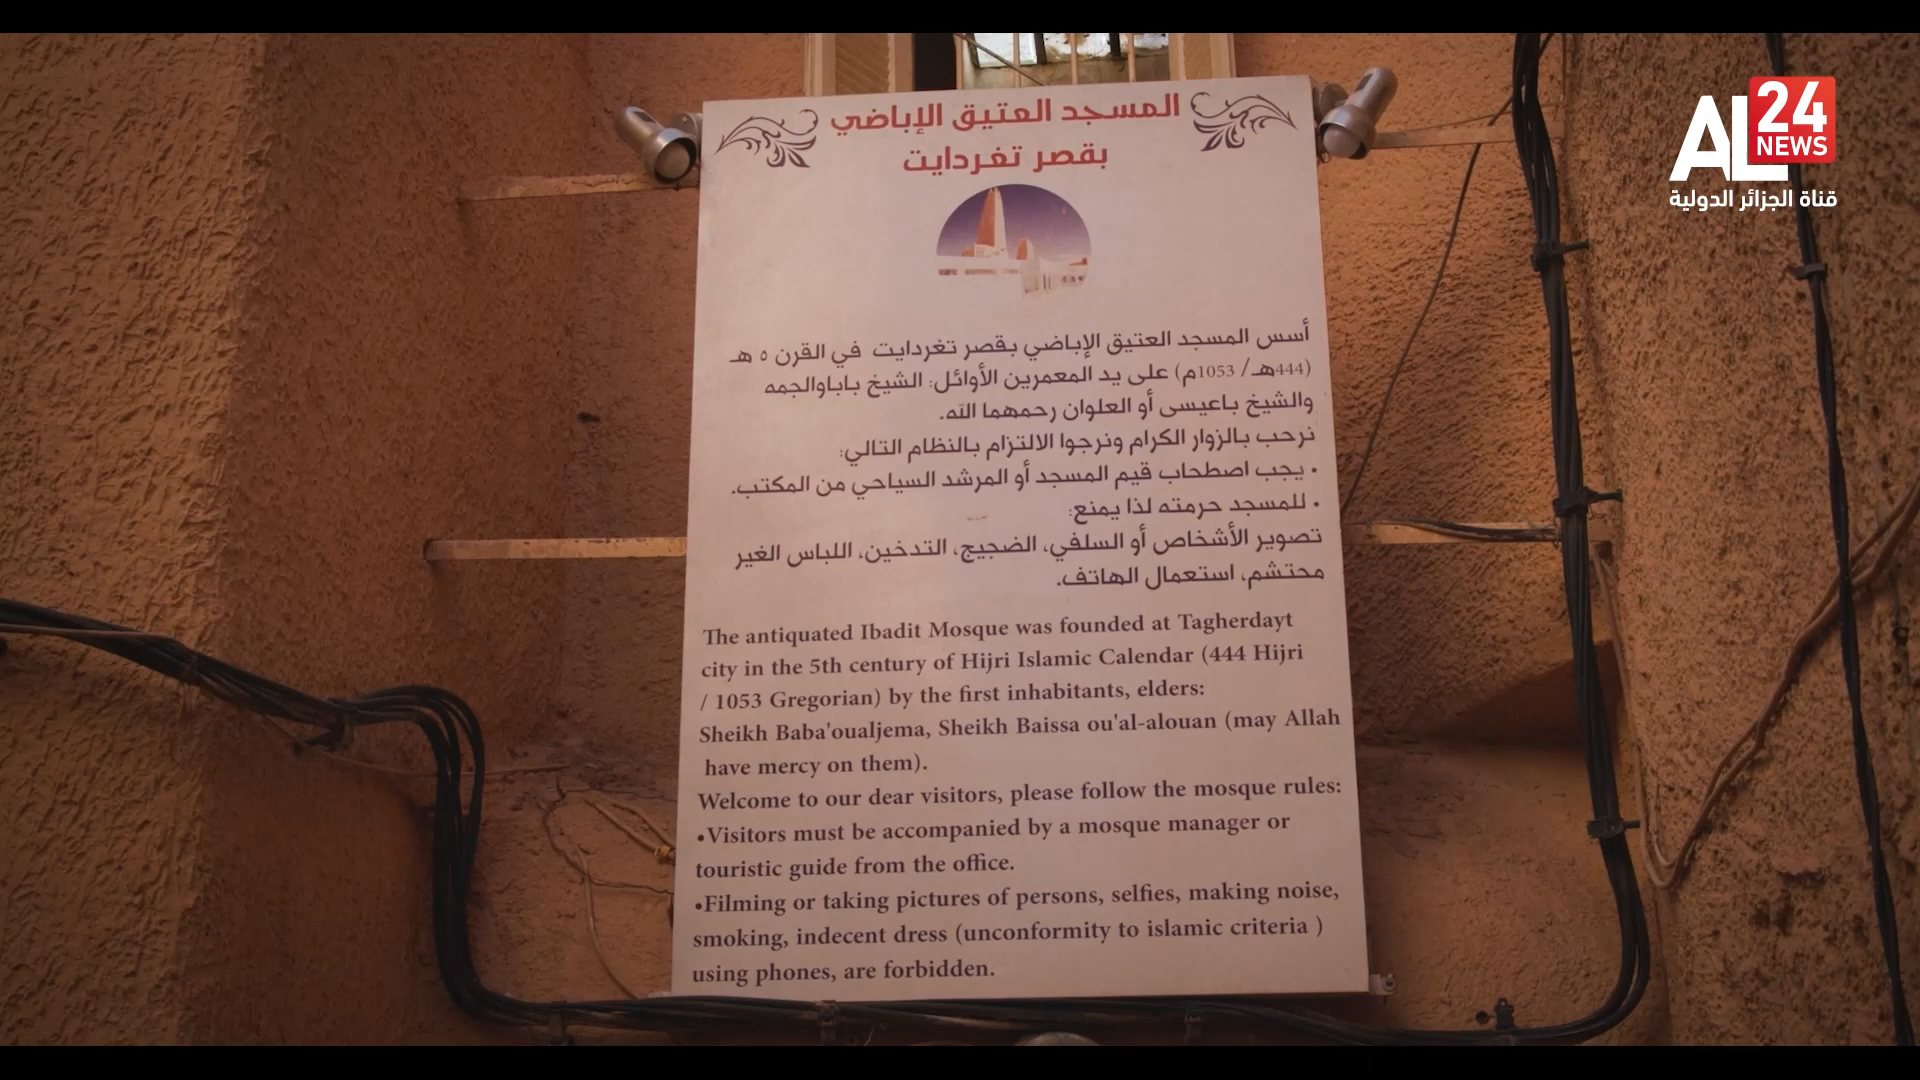 المسجد العتيق الإباضي
بقصر تغردايت
أسس المسجد العتيق الإباضي بقصر تغردايت في القرن ٥ هـ
(444هـ/ 1053م) على يد المعمرين الأوائل: الشيخ باباوالجمه
والشيخ باعيسى أو العلوان رحمهما الله.
نرحب بالزوار الكرام ونرجوا الالتزام بالنظام التالي:
• يجب اصطحاب قيم المسجد أو المرشد السياحي من المكتب.
• للمسجد حرمته لذا يمنع:
تصوير الأشخاص أو السلفي، الضجيج، التدخين، اللباس الغير
محتشم، استعمال الهاتف.
The antiquated Ibadit Mosque was founded at Tagherdayt
city in the 5th century of Hijri Islamic Calendar (444 Hijri
/ 1053 Gregorian) by the first inhabitants, elders:
Sheikh Baba'oualjema, Sheikh Baissa ou'al-alouan (may Allah
have mercy on them).
Welcome to our dear visitors, please follow the mosque rules:
•Visitors must be accompanied by a mosque manager or
touristic guide from the office.
•Filming or taking pictures of persons, selfies, making noise,
smoking, indecent dress (unconformity to islamic criteria )
using phones, are forbidden.
AL24
NEWS
قناة الجزائر الدولية